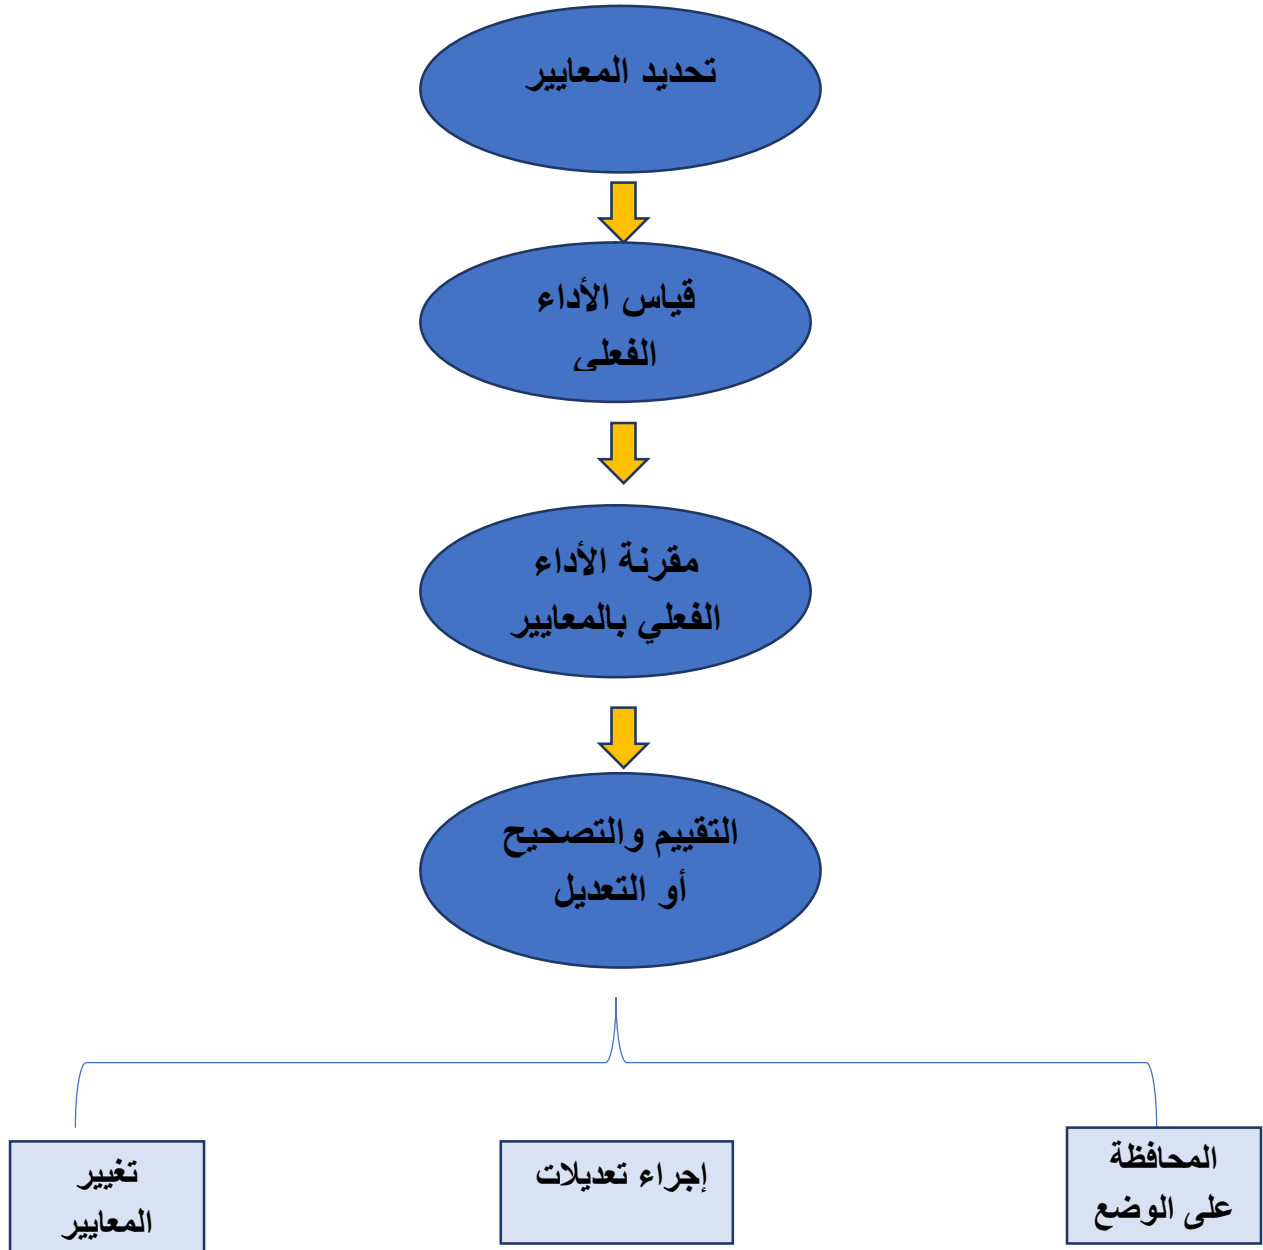 تحديد المعايير
قياس الأداء
الفعلي
مقرنة الأداء
الفعلي بالمعايير
التقييم والتصحيح
أو التعديل
المحافظة
على الوضع
إجراء تعديلات
تغيير
المعايير